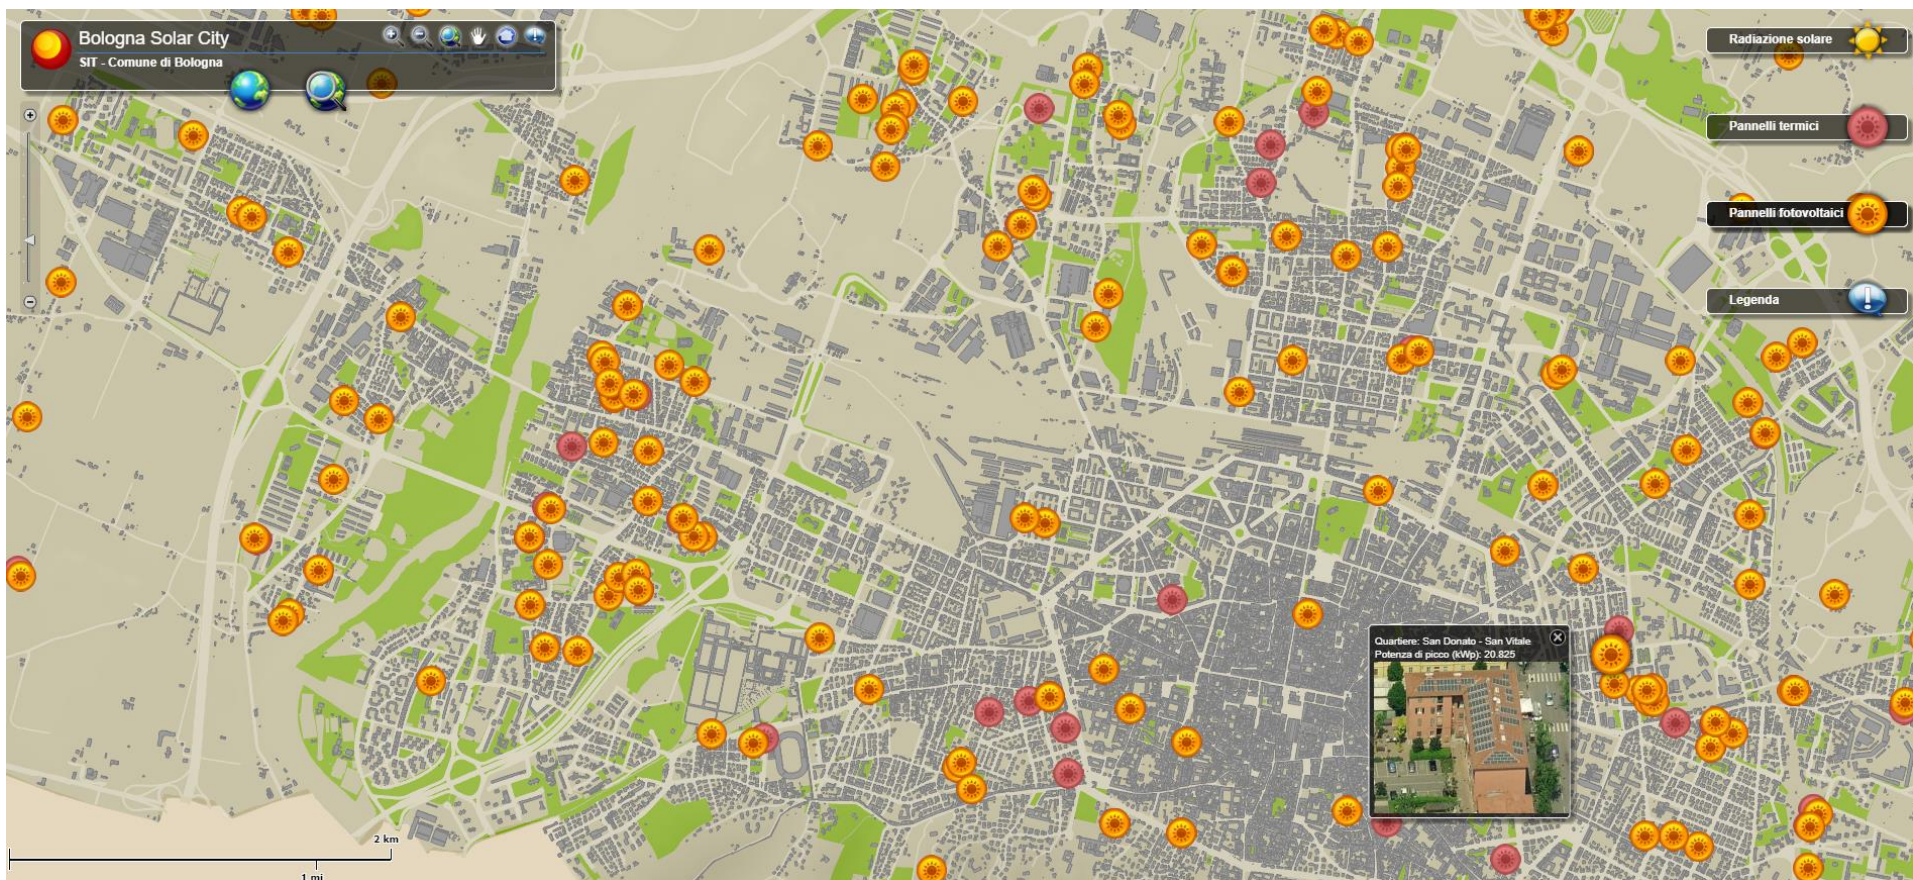 Bologna Solar City
SIT - Comune di Bologna
Radiazione solare
Pannelli termici
Pannelli fotovoltaici
Legenda
Quartiere: San Donato - San Vitale
Potenza di picco (kWp): 20.825
2 km
1 mi